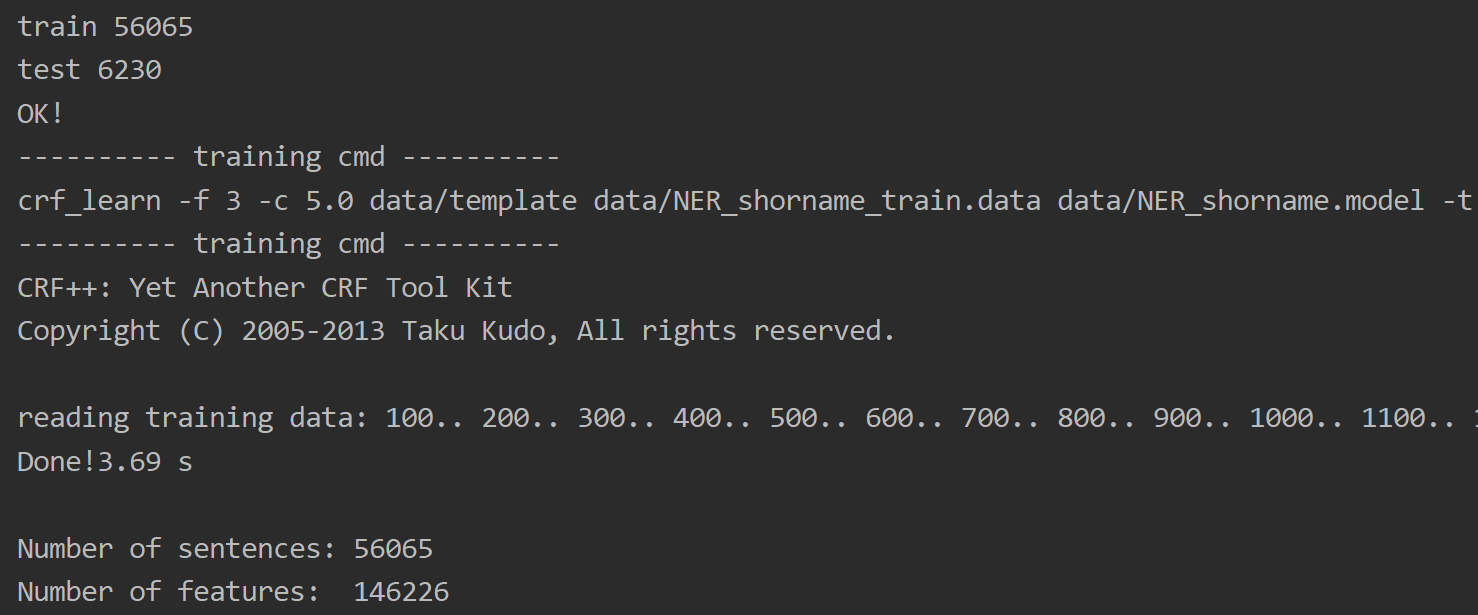 train 56065
test 6230
OK!
---------- training cmd ----------
crf_learn -f 3 -c 5.0 data/template data/NER_shorname_train.data data/NER_shorname.model -t
---------- training cmd ----------
CRF++: Yet Another CRF Tool Kit
Copyright (C) 2005-2013 Taku Kudo, All rights reserved.
reading training data: 100.. 200.. 300.. 400.. 500.. 600.. 700.. 800.. 900.. 1000.. 1100..
Done!3.69 s
Number of sentences: 56065
Number of features:  146226